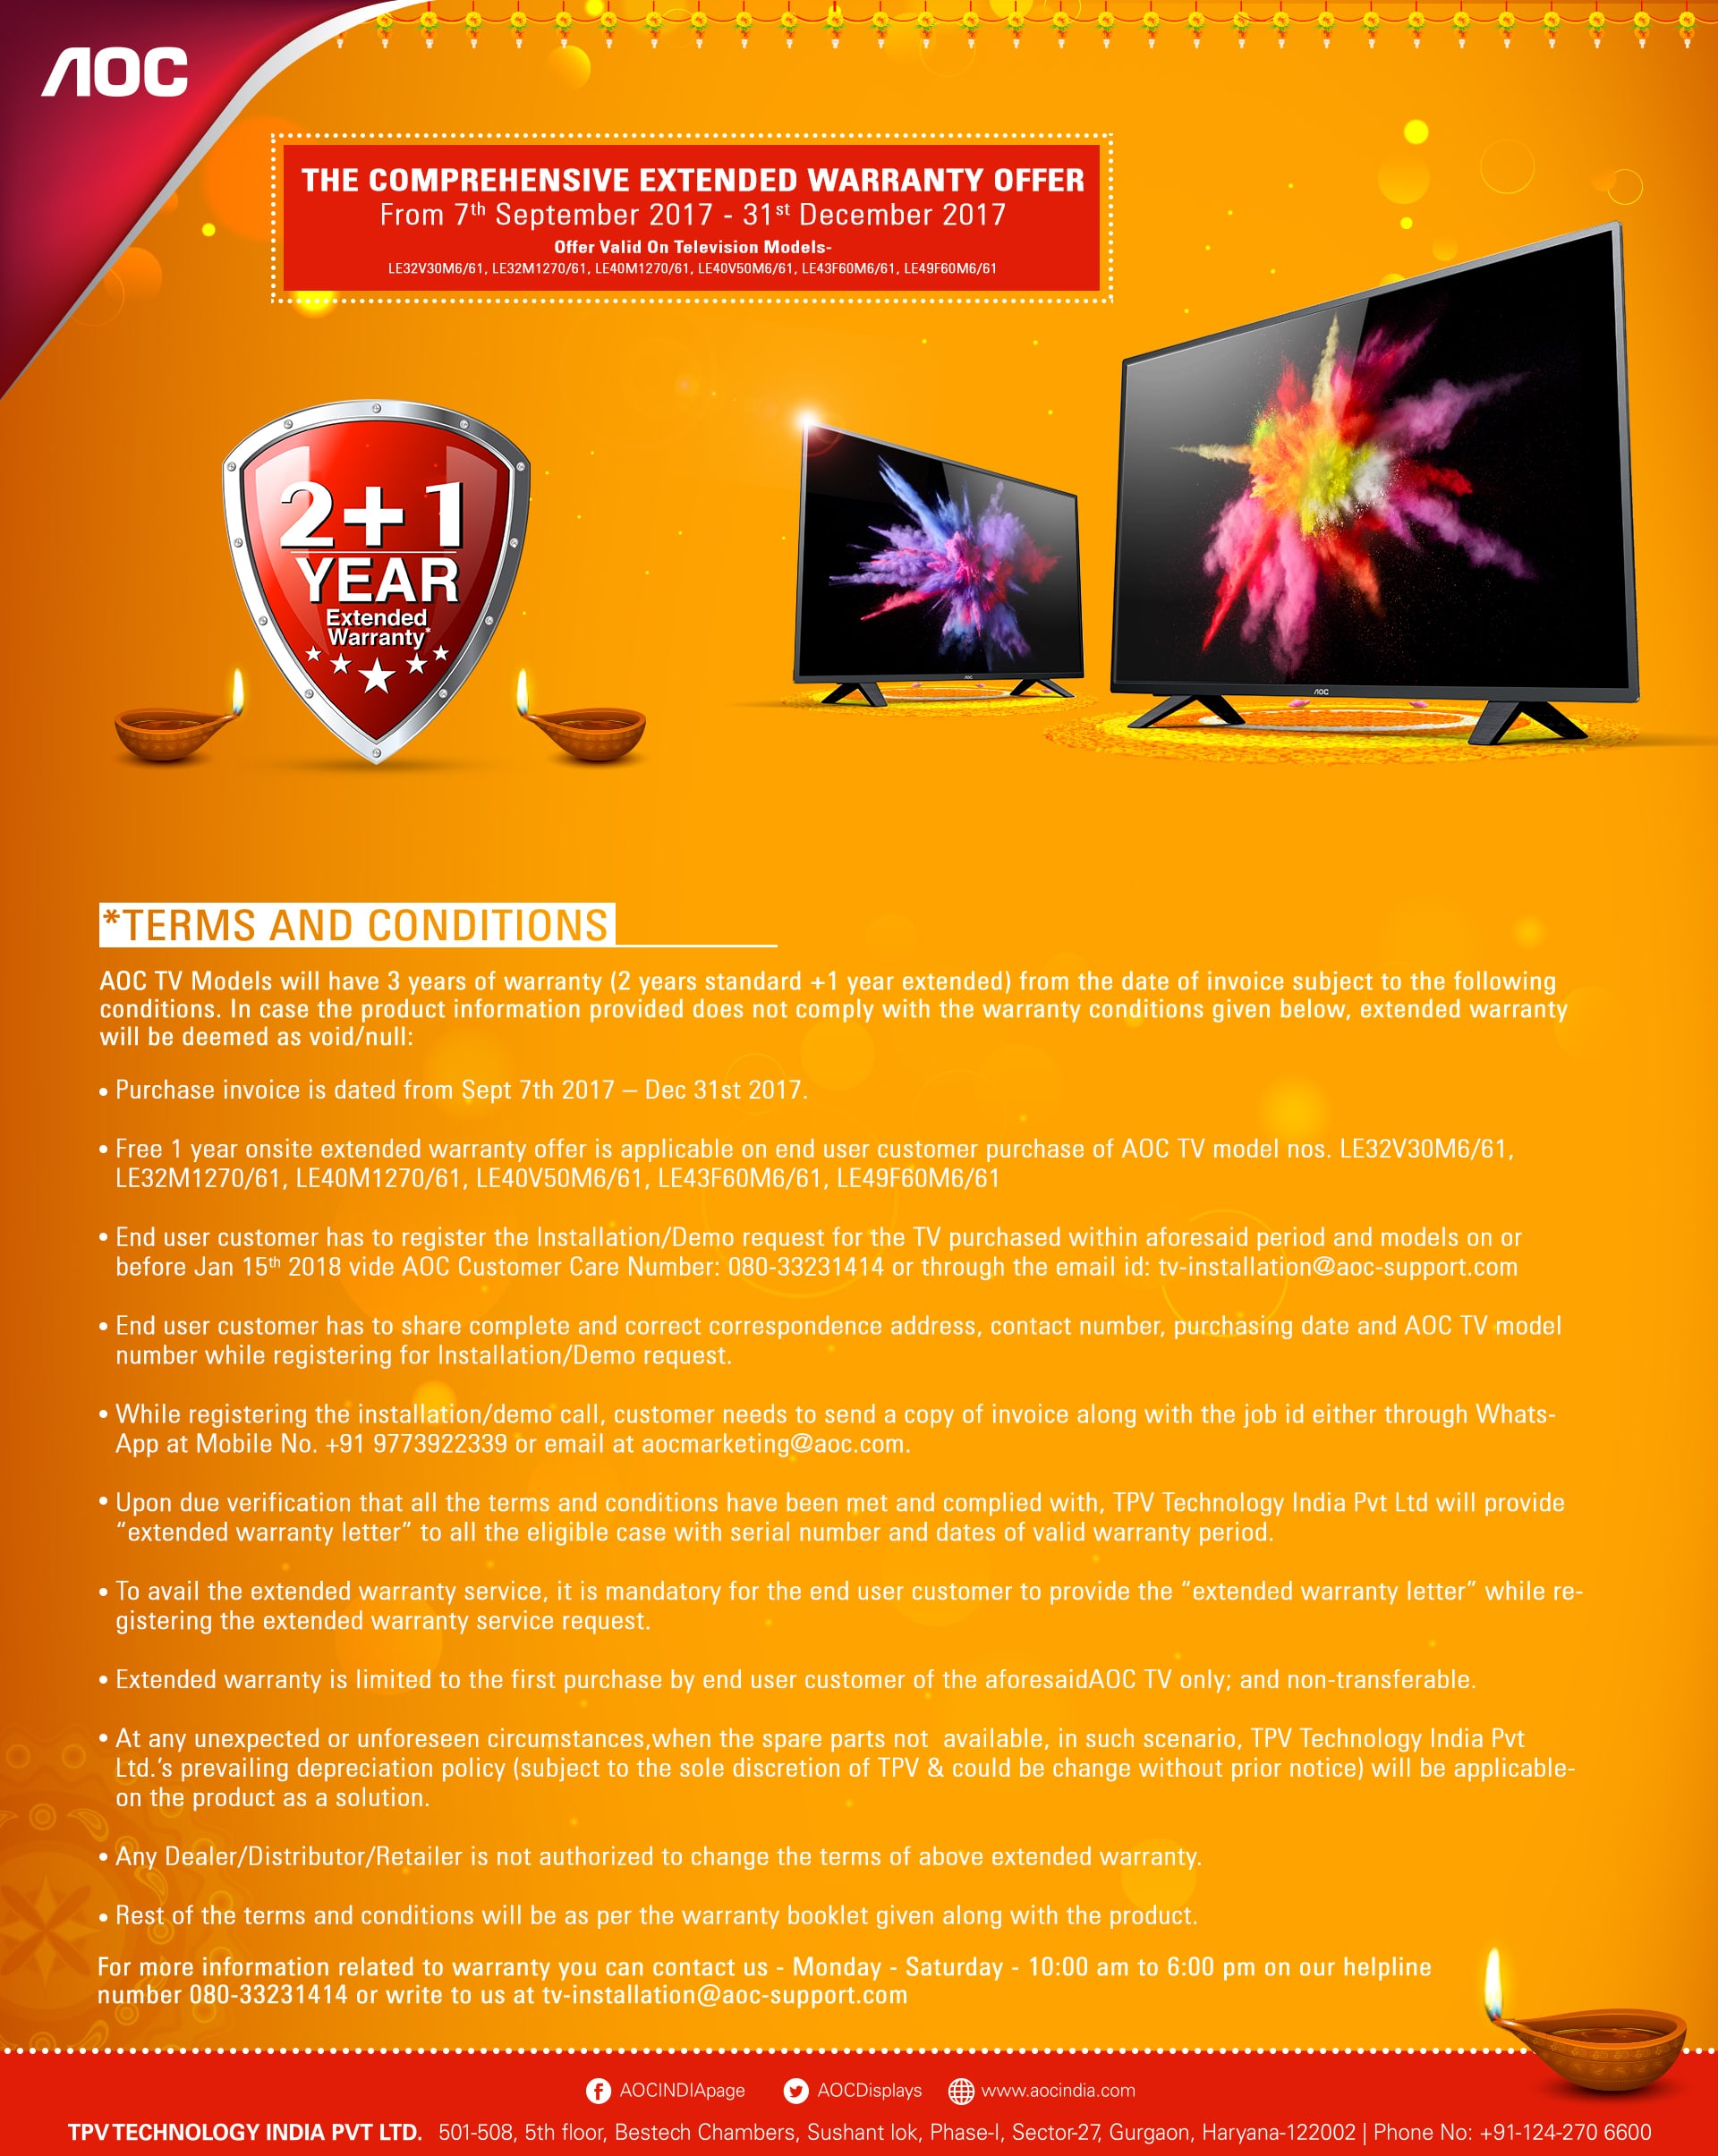 AOC
THE COMPREHENSIVE EXTENDED WARRANTY OFFER
From 7th September 2017 - 31st December 2017
Offer Valid On Television Models-
LE32V30M6/61, LE32M1270/61, LE40M1270/61, LE40V50M6/61, LE43F60M6/61, LE49F60M6/61
2+1
YEAR
Extended
Warranty*
AOC
AOC
*TERMS AND CONDITIONS
AOC TV Models will have 3 years of warranty (2 years standard +1 year extended) from the date of invoice subject to the following
conditions. In case the product information provided does not comply with the warranty conditions given below, extended warranty
will be deemed as void/null:
• Purchase invoice is dated from Sept 7th 2017 – Dec 31st 2017.
• Free 1 year onsite extended warranty offer is applicable on end user customer purchase of AOC TV model nos. LE32V30M6/61,
LE32M1270/61, LE40M1270/61, LE40V50M6/61, LE43F60M6/61, LE49F60M6/61
• End user customer has to register the Installation/Demo request for the TV purchased within aforesaid period and models on or
before Jan 15th 2018 vide AOC Customer Care Number: 080-33231414 or through the email id: tv-installation@aoc-support.com
• End user customer has to share complete and correct correspondence address, contact number, purchasing date and AOC TV model
number while registering for Installation/Demo request.
• While registering the installation/demo call, customer needs to send a copy of invoice along with the job id either through Whats-
App at Mobile No. +91 9773922339 or email at aocmarketing@aoc.com.
• Upon due verification that all the terms and conditions have been met and complied with, TPV Technology India Pvt Ltd will provide
“extended warranty letter” to all the eligible case with serial number and dates of valid warranty period.
• To avail the extended warranty service, it is mandatory for the end user customer to provide the “extended warranty letter” while re-
gistering the extended warranty service request.
• Extended warranty is limited to the first purchase by end user customer of the aforesaidAOC TV only; and non-transferable.
• At any unexpected or unforeseen circumstances,when the spare parts not  available, in such scenario, TPV Technology India Pvt
Ltd.’s prevailing depreciation policy (subject to the sole discretion of TPV & could be change without prior notice) will be applicable-
on the product as a solution.
• Any Dealer/Distributor/Retailer is not authorized to change the terms of above extended warranty.
• Rest of the terms and conditions will be as per the warranty booklet given along with the product.
For more information related to warranty you can contact us - Monday - Saturday - 10:00 am to 6:00 pm on our helpline
number 080-33231414 or write to us at tv-installation@aoc-support.com
AOCINDIApage AOCDisplays www.aocindia.com
TPV TECHNOLOGY INDIA PVT LTD. 501-508, 5th floor, Bestech Chambers, Sushant lok, Phase-I, Sector-27, Gurgaon, Haryana-122002 | Phone No: +91-124-270 6600